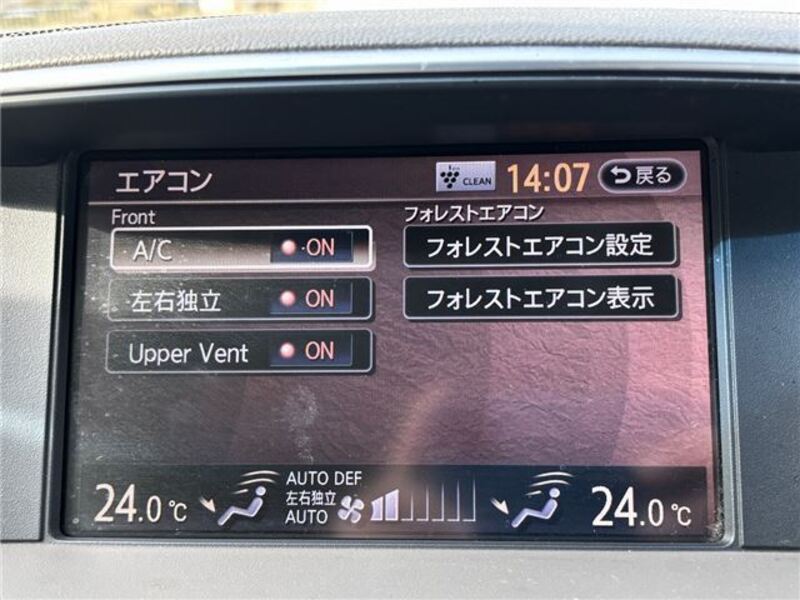 エアコン
CLEAN
14:07
戻る
Front
フォレストエアコン
A/C ON
フォレストエアコン設定
左右独立 ON
フォレストエアコン表示
Upper Vent ON
24.0℃
AUTO DEF
左右独立
AUTO
24.0℃